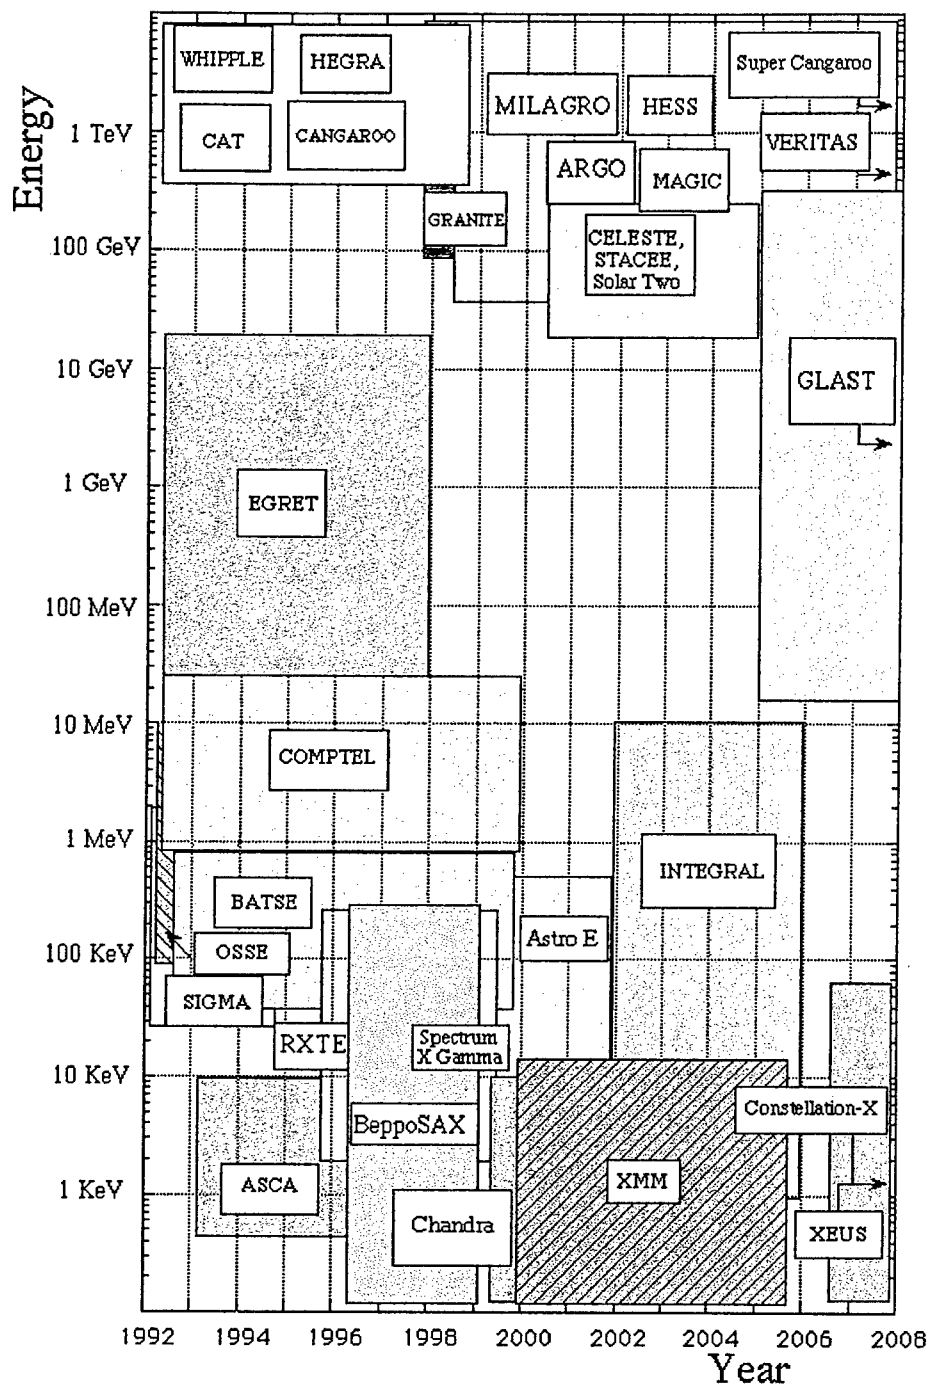 Energy
1 TeV
100 GeV
10 GeV
1 GeV
100 MeV
10 MeV
1 MeV
100 KeV
10 KeV
1 KeV
WHIPPLE
HEGRA
CAT
CANGAROO
Super Cangaroo
MILAGRO
HESS
VERITAS
ARGO
MAGIC
GRANITE
CELESTE,
STACEE,
Solar Two
GLAST
EGRET
COMPTEL
INTEGRAL
BATSE
Astro E
OSSE
SIGMA
RXTE
Spectrum
X Gamma
BeppoSAX
Constellation-X
ASCA
XMM
Chandra
XEUS
1992 1994 1996 1998 2000 2002 2004 2006 2008
Year